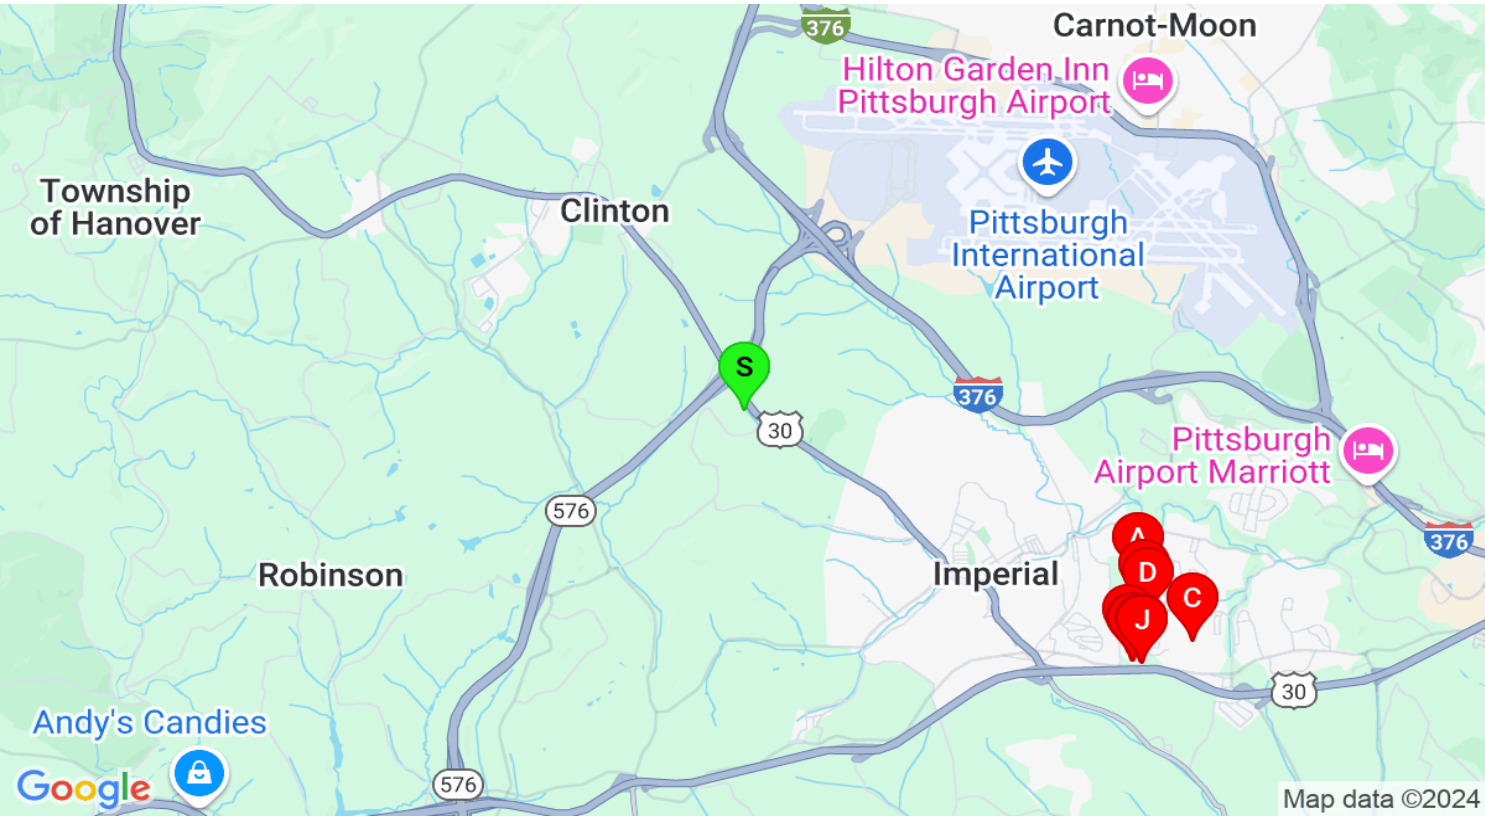 376
Carnot-Moon
Hilton Garden Inn
Pittsburgh Airport
Township
of Hanover
Clinton
Pittsburgh
International
Airport
S
376
30
Pittsburgh
Airport Marriott
576
A
376
D
Robinson
Imperial
C
J
30
Andy's Candies
576
Google
Map data ©2024